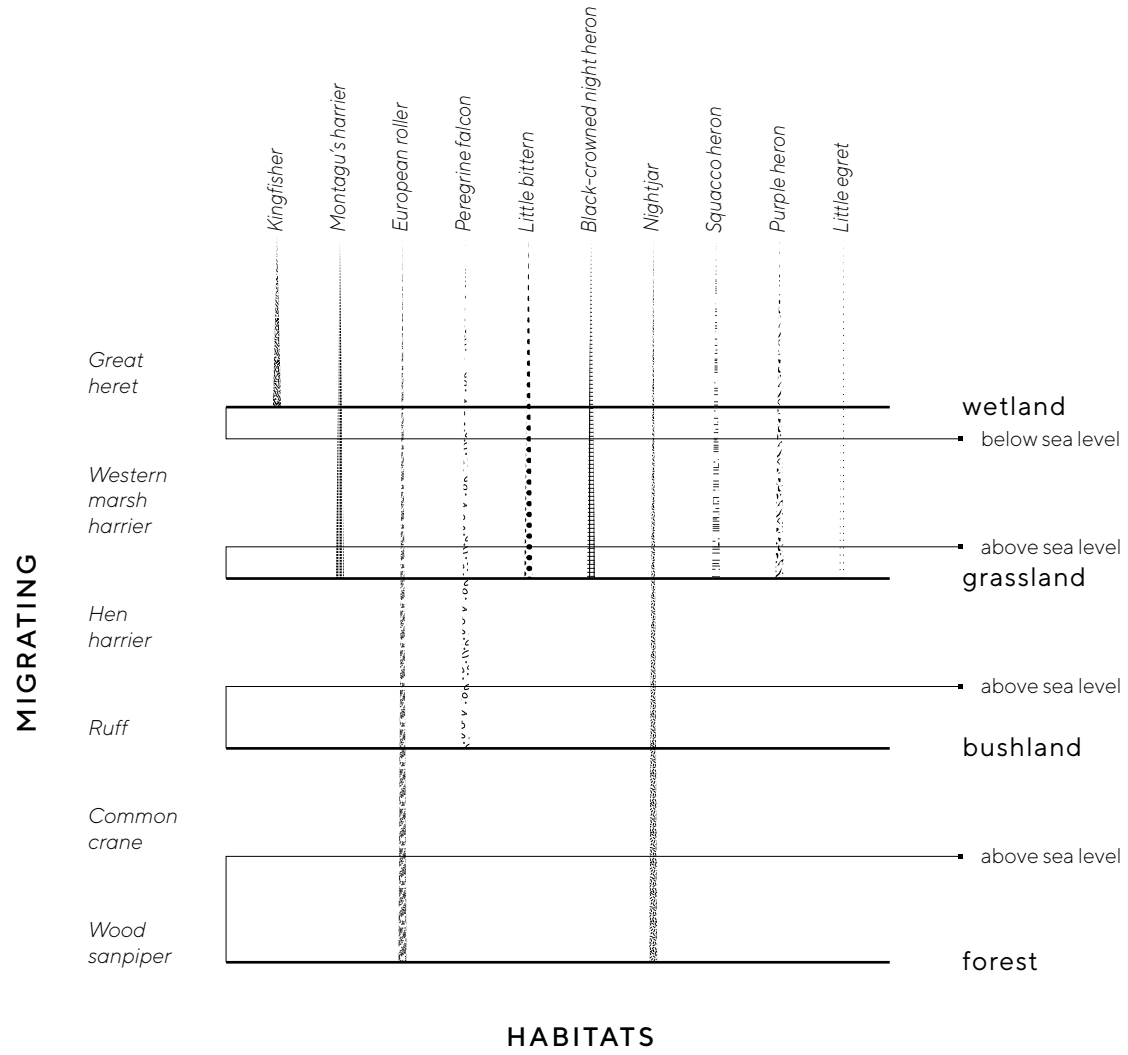 Kingfisher
Montagu's harrier
European roller
Peregrine falcon
Little bittern
Black-crowned night heron
Nightjar
Squacco heron
Purple heron
Little egret
Great
heret
wetland
below sea level
Western
marsh
harrier
above sea level
grassland
MIGRATING
Hen
harrier
above sea level
Ruff
bushland
Common
crane
above sea level
Wood
sanpiper
forest
HABITATS